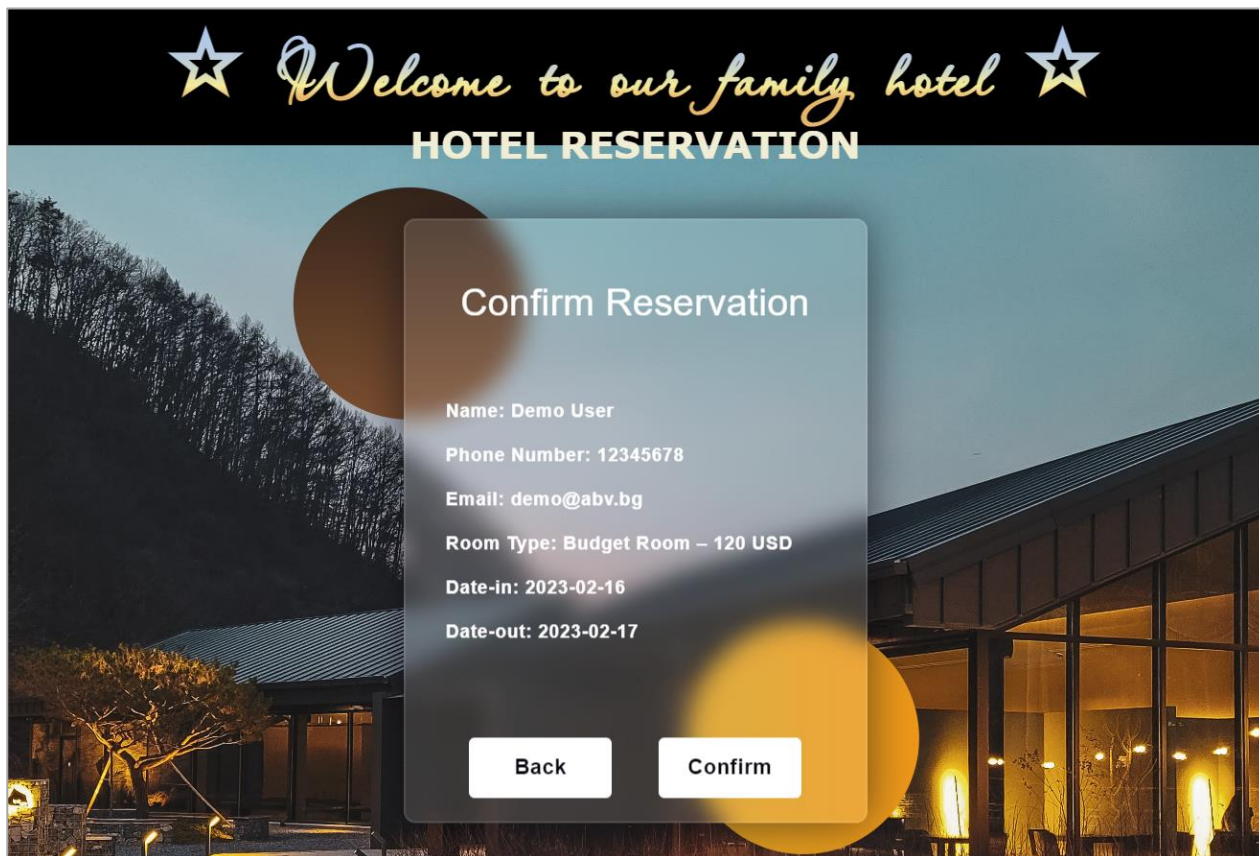 Welcome to our family hotel
HOTEL RESERVATION
Confirm Reservation
Name: Demo User
Phone Number: 12345678
Email: demo@abv.bg
Room Type: Budget Room – 120 USD
Date-in: 2023-02-16
Date-out: 2023-02-17
Back Confirm